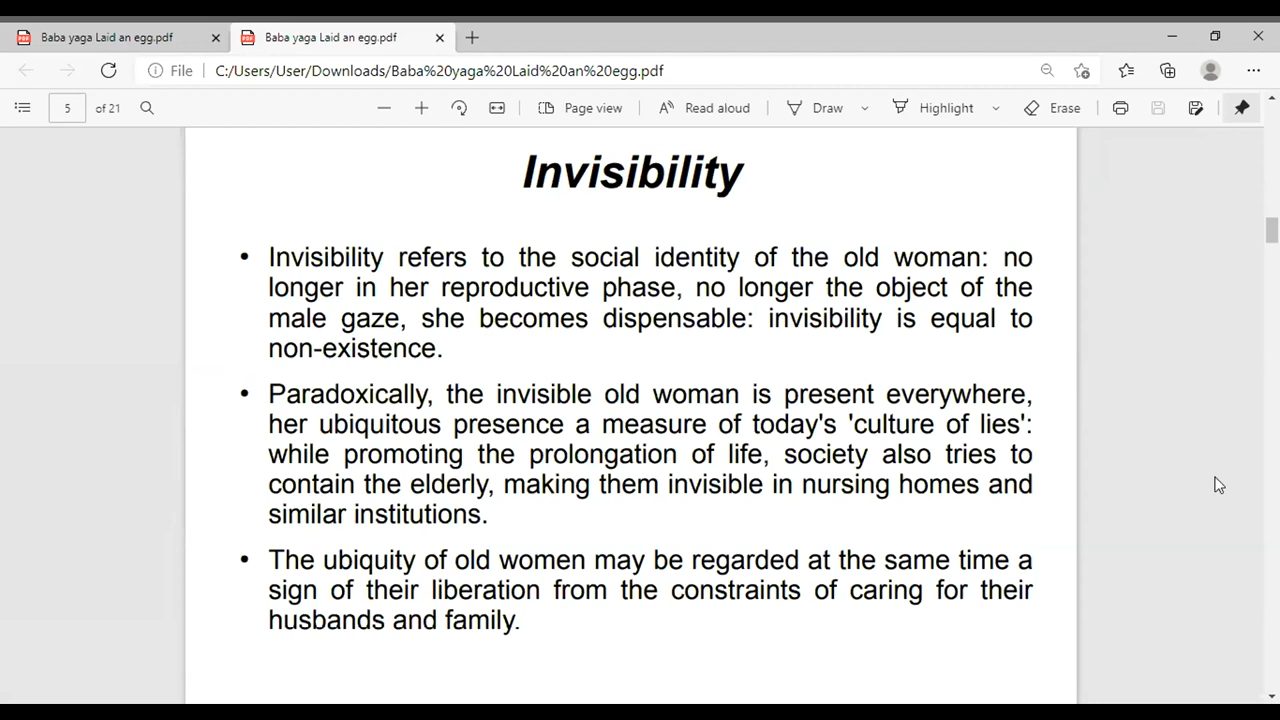 Baba yaga Laid an egg.pdf
Baba yaga Laid an egg.pdf
File
C:/Users/User/Downloads/Baba%20yaga%20Laid%20an%20egg.pdf
5 of 21
Page view
Read aloud
Draw
Highlight
Erase
Invisibility
• Invisibility refers to the social identity of the old woman: no
longer in her reproductive phase, no longer the object of the
male gaze, she becomes dispensable: invisibility is equal to
non-existence.
• Paradoxically, the invisible old woman is present everywhere,
her ubiquitous presence a measure of today's 'culture of lies':
while promoting the prolongation of life, society also tries to
contain the elderly, making them invisible in nursing homes and
similar institutions.
• The ubiquity of old women may be regarded at the same time a
sign of their liberation from the constraints of caring for their
husbands and family.